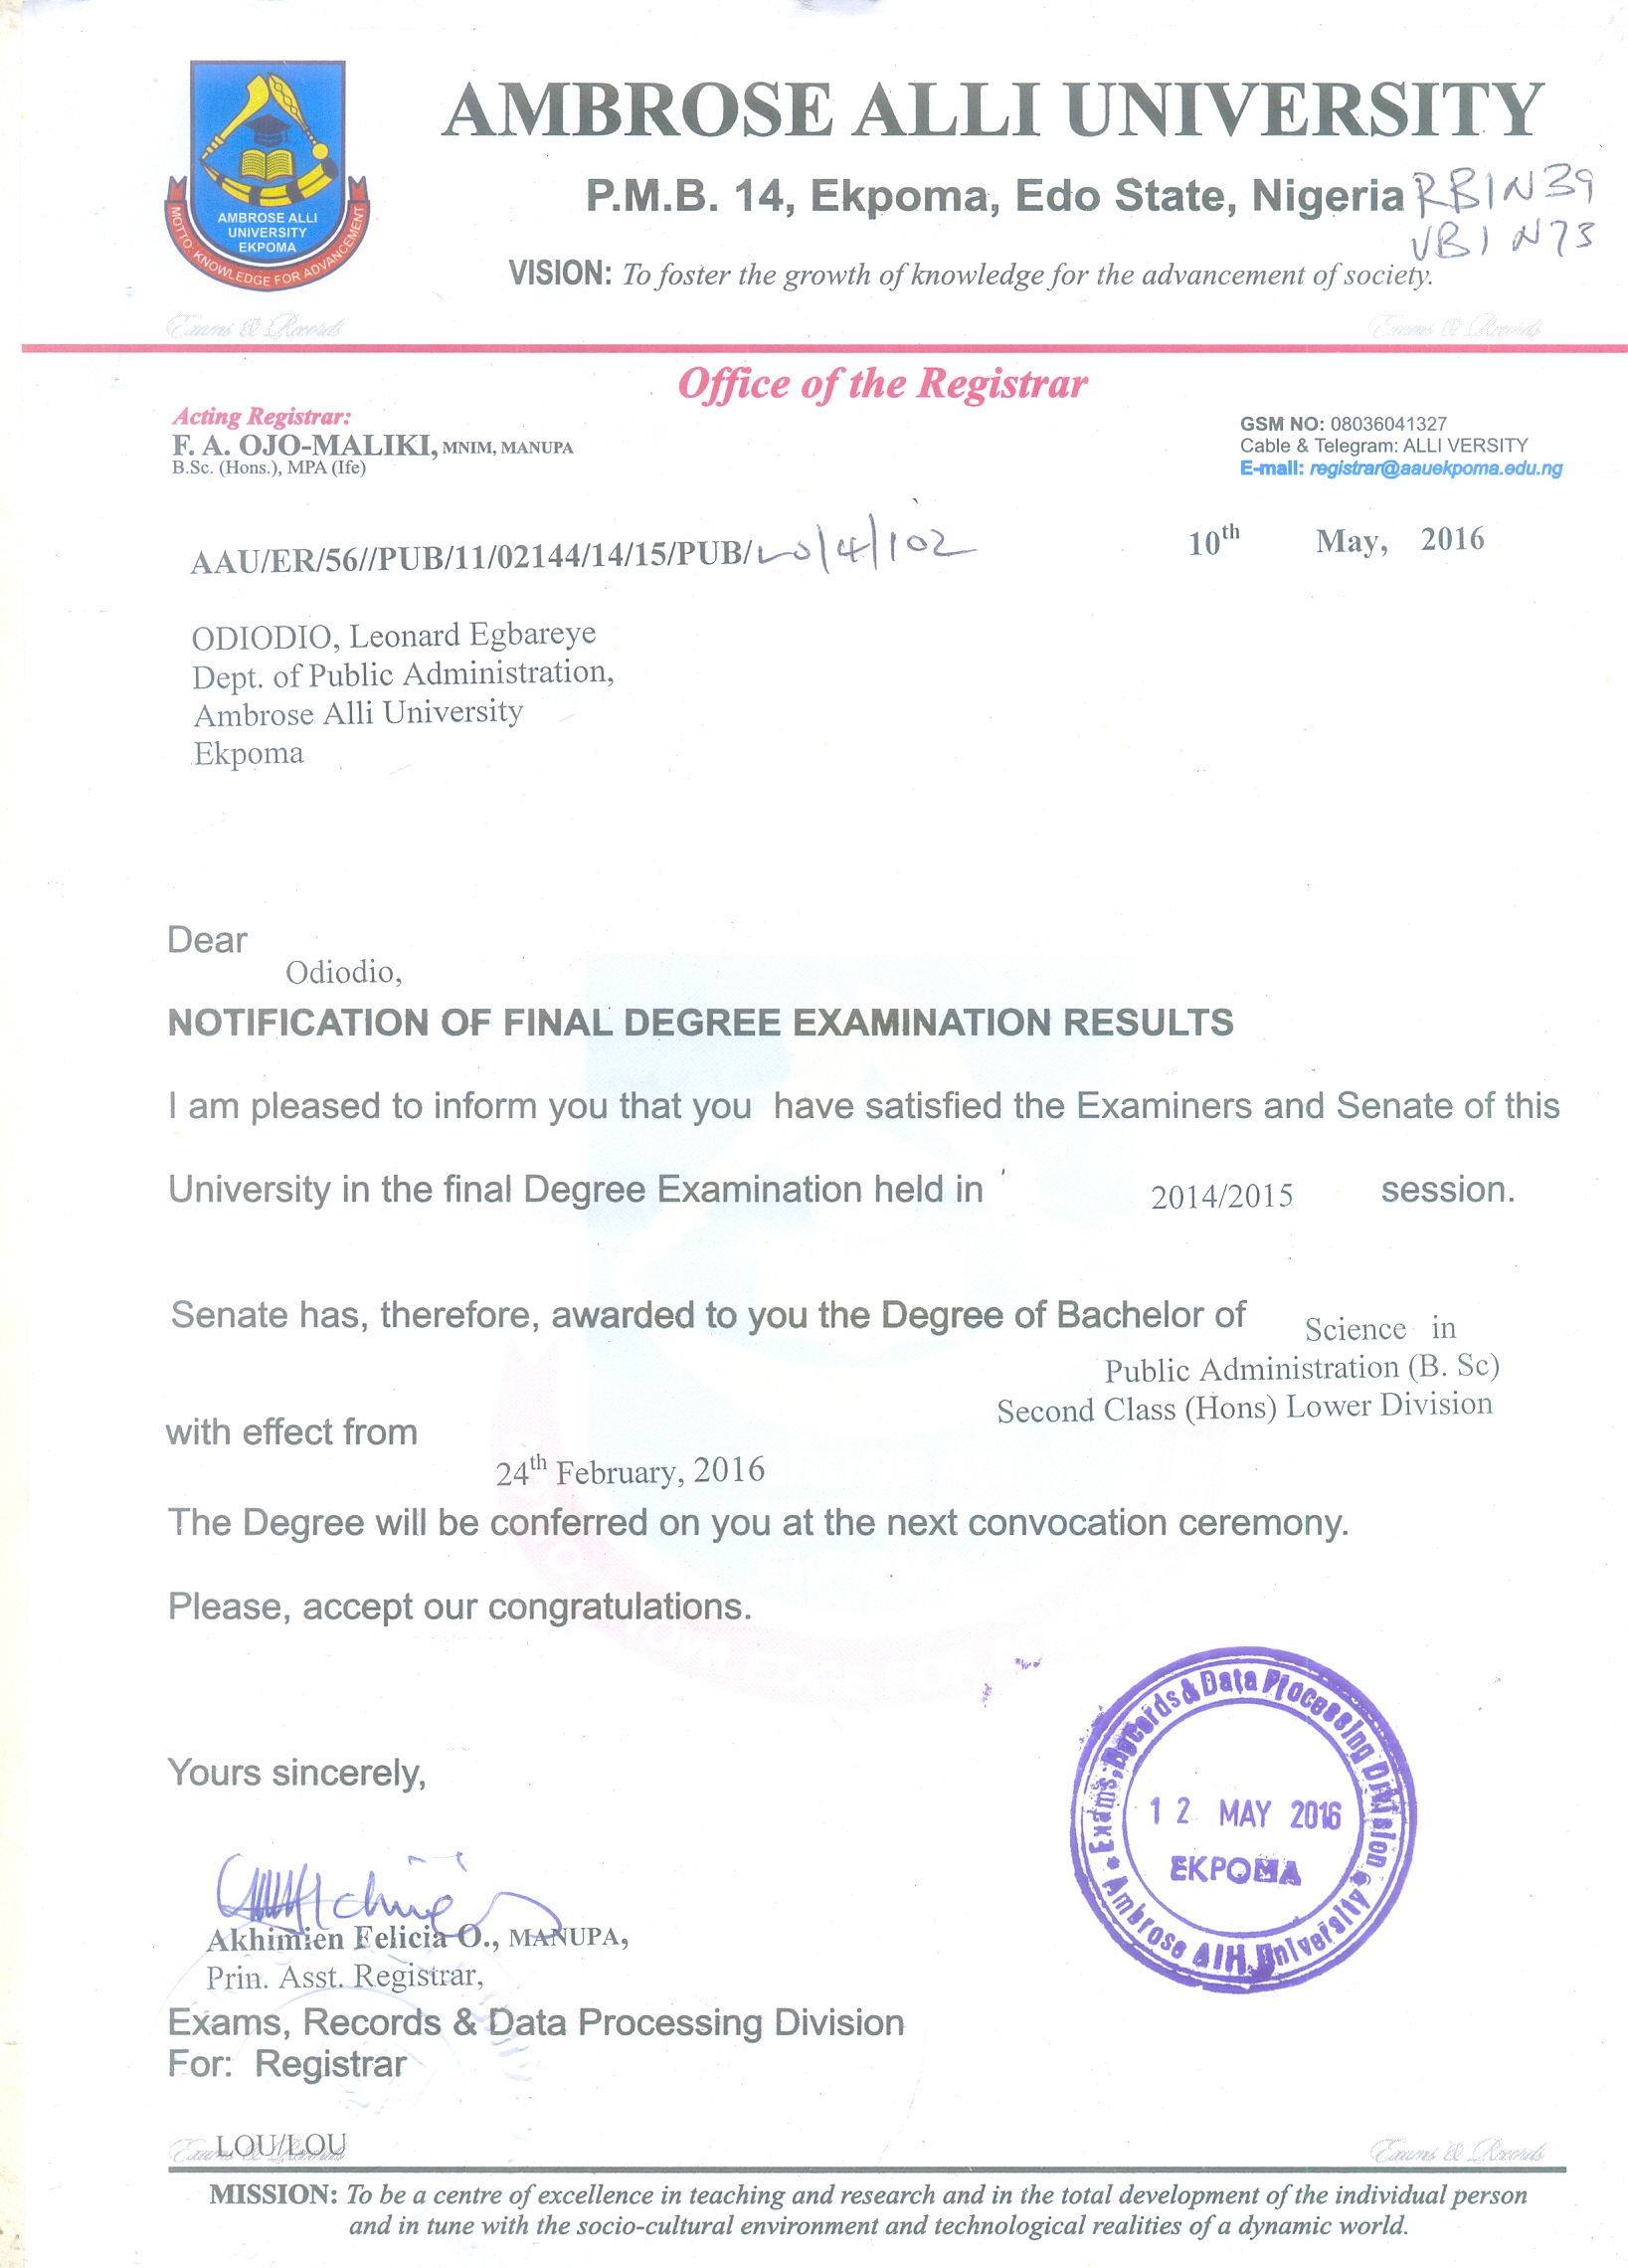 AMBROSE ALLI UNIVERSITY
P.M.B. 14, Ekpoma, Edo State, Nigeria
RB1N39
VB1 N73
VISION: To foster the growth of knowledge for the advancement of society.
AMBROSE ALLI
UNIVERSITY
EKPOMA
MOTTO: KNOWLEDGE FOR ADVANCEMENT
Exams & Records
Exams & Records
Office of the Registrar
Acting Registrar:
F. A. OJO-MALIKI, MNIM, MANUPA
B.Sc. (Hons.), MPA (Ife)
GSM NO: 08036041327
Cable & Telegram: ALLI VERSITY
E-mail: registrar@aauekpoma.edu.ng
AAU/ER/56//PUB/11/02144/14/15/PUB/
10th May, 2016
ODIODIO, Leonard Egbareye
Dept. of Public Administration,
Ambrose Alli University
Ekpoma
Dear
Odiodio,
NOTIFICATION OF FINAL DEGREE EXAMINATION RESULTS
I am pleased to inform you that you have satisfied the Examiners and Senate of this
University in the final Degree Examination held in 2014/2015 session.
Senate has, therefore, awarded to you the Degree of Bachelor of Science in
Public Administration (B. Sc)
Second Class (Hons) Lower Division
with effect from
24th February, 2016
The Degree will be conferred on you at the next convocation ceremony.
Please, accept our congratulations.
Yours sincerely,
Exams, Records & Data Processing Division
12 MAY 2016
EKPOMA
Ambrose Alli University
Akhimien Felicia O., MANUPA,
Prin. Asst. Registrar,
Exams, Records & Data Processing Division
For: Registrar
LOU/LOU
Exams & Records
Exams & Records
MISSION: To be a centre of excellence in teaching and research and in the total development of the individual person
and in tune with the socio-cultural environment and technological realities of a dynamic world.